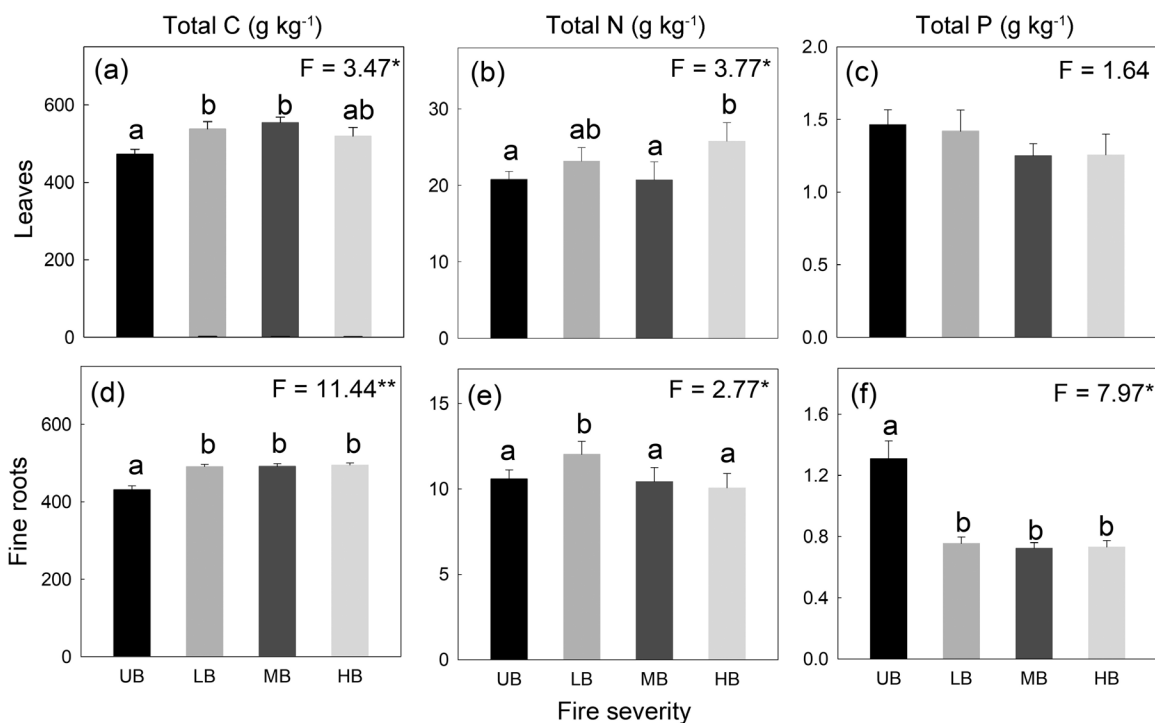 Total C (g kg⁻¹)
Total N (g kg⁻¹)
Total P (g kg⁻¹)
Leaves
(a)
F = 3.47*
600
400
200
0
a
b
b
ab
(b)
F = 3.77*
30
20
10
0
a
ab
a
b
(c)
F = 1.64
2.0
1.5
1.0
0.5
0.0
Fine roots
(d)
F = 11.44**
600
400
200
0
a
b
b
b
UB
LB
MB
HB
(e)
F = 2.77*
15
10
5
0
a
b
a
a
UB
LB
MB
HB
(f)
F = 7.97*
1.6
1.2
0.8
0.4
0.0
a
b
b
b
UB
LB
MB
HB
Fire severity